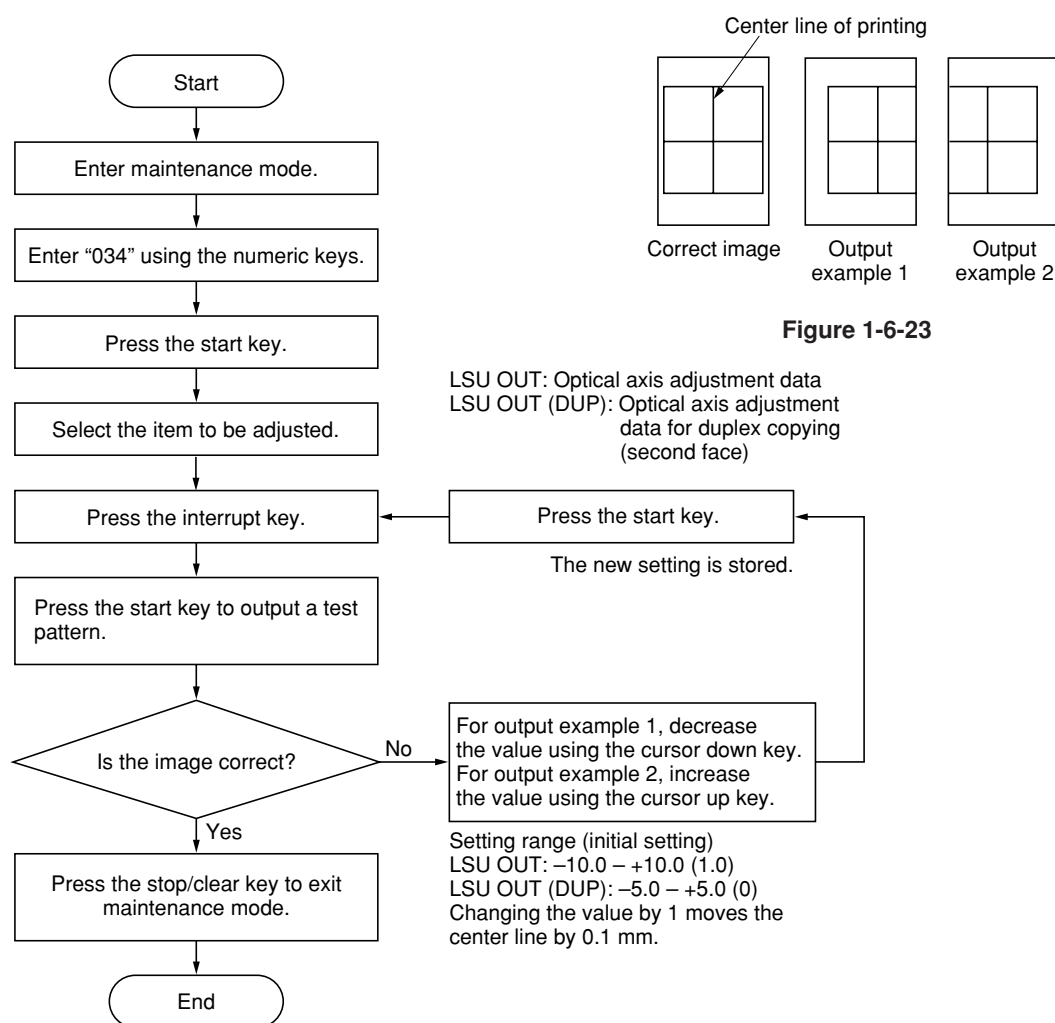 Start
Enter maintenance mode.
Enter “034” using the numeric keys.
Press the start key.
Select the item to be adjusted.
Press the interrupt key.
Press the start key to output a test
pattern.
Is the image correct?
No
Yes
Press the stop/clear key to exit
maintenance mode.
End
Center line of printing
Correct image
Output
example 1
Output
example 2
Figure 1-6-23
LSU OUT: Optical axis adjustment data
LSU OUT (DUP): Optical axis adjustment
data for duplex copying
(second face)
Press the start key.
The new setting is stored.
For output example 1, decrease
the value using the cursor down key.
For output example 2, increase
the value using the cursor up key.
Setting range (initial setting)
LSU OUT: –10.0 – +10.0 (1.0)
LSU OUT (DUP): –5.0 – +5.0 (0)
Changing the value by 1 moves the
center line by 0.1 mm.